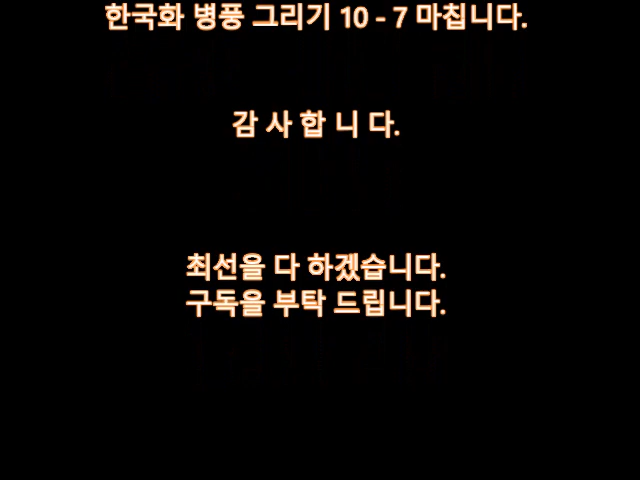 한국화 병풍 그리기 10 - 7 마칩니다.
감 사 합 니 다.
최선을 다 하겠습니다.
구독을 부탁 드립니다.